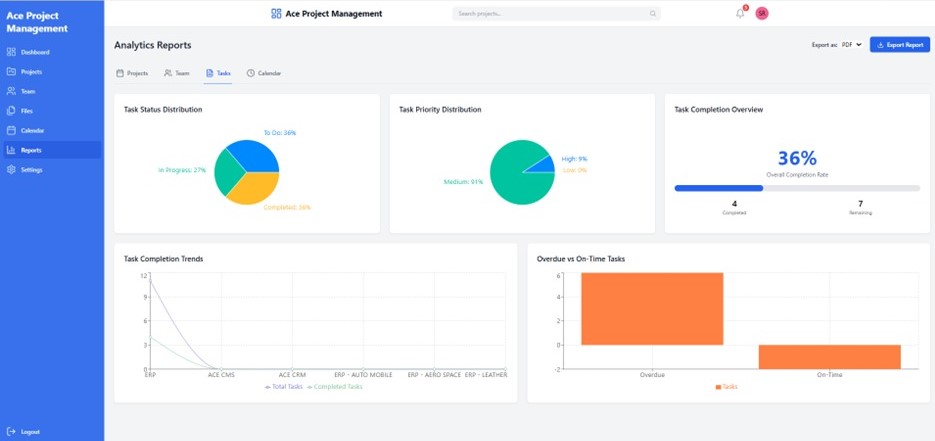 Ace Project
Management
Dashboard
Projects
Team
Files
Calendar
Reports
Settings
Logout
Ace Project Management
Search projects...
SR
Analytics Reports
Export as: PDF
Export Report
Projects Team Tasks Calendar
Task Status Distribution
To Do: 36%
In Progress: 27%
Completed: 36%
Task Priority Distribution
High: 9%
Low: 0%
Medium: 91%
Task Completion Overview
36%
Overall Completion Rate
4 7
Completed Remaining
Task Completion Trends
12
9
6
3
0
ERP ACE CMS ACE CRM ERP - AUTO MOBILE ERP - AERO SPACE ERP - LEATHER
Total Tasks Completed Tasks
Overdue vs On-Time Tasks
6
4
2
0
-2
Overdue On-Time
Tasks